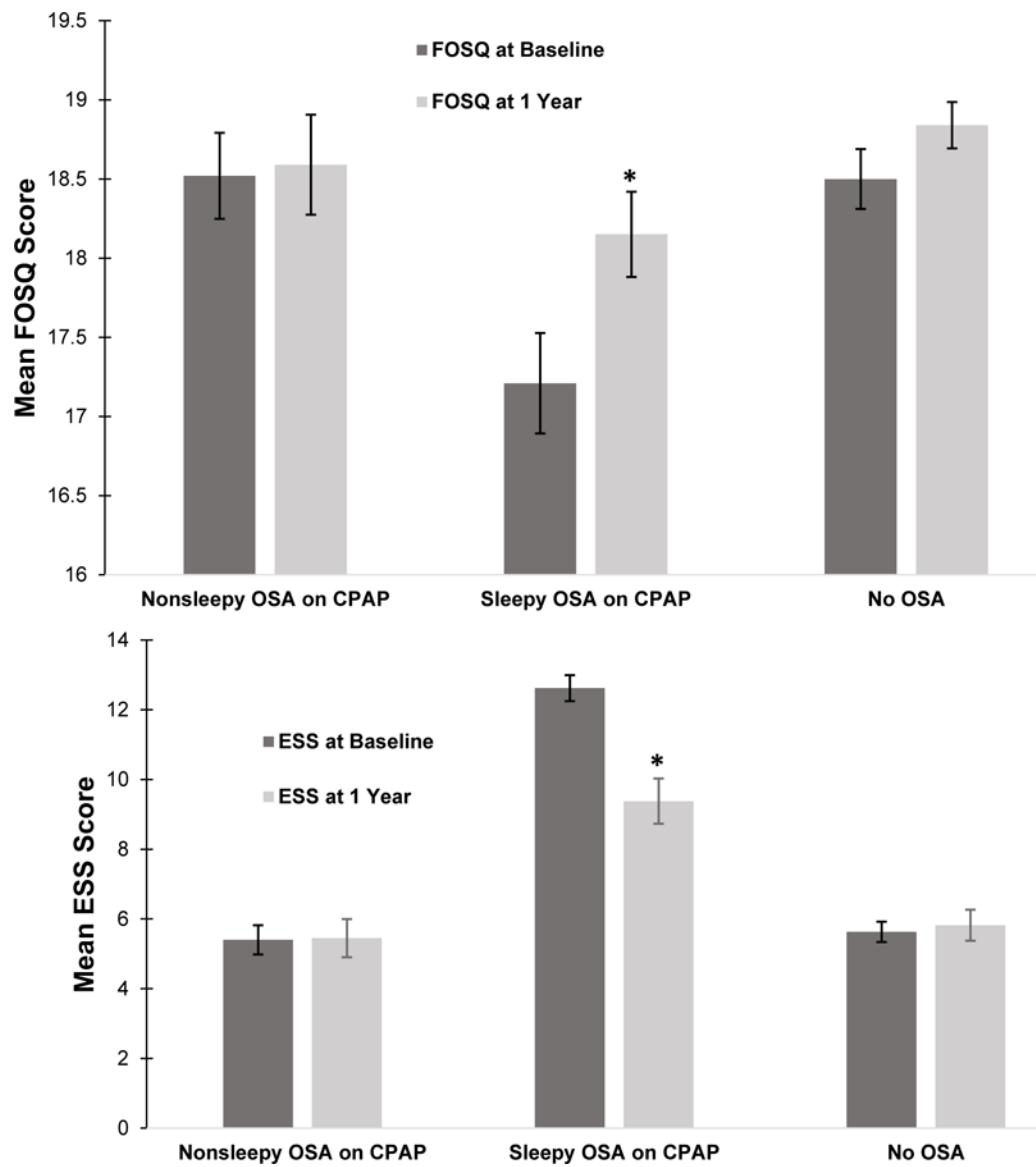 19.5
19
18.5
18
17.5
17
16.5
16
Mean FOSQ Score
FOSQ at Baseline
FOSQ at 1 Year
*
Nonsleepy OSA on CPAP
Sleepy OSA on CPAP
No OSA
14
12
10
8
6
4
2
0
Mean ESS Score
ESS at Baseline
ESS at 1 Year
*
Nonsleepy OSA on CPAP
Sleepy OSA on CPAP
No OSA